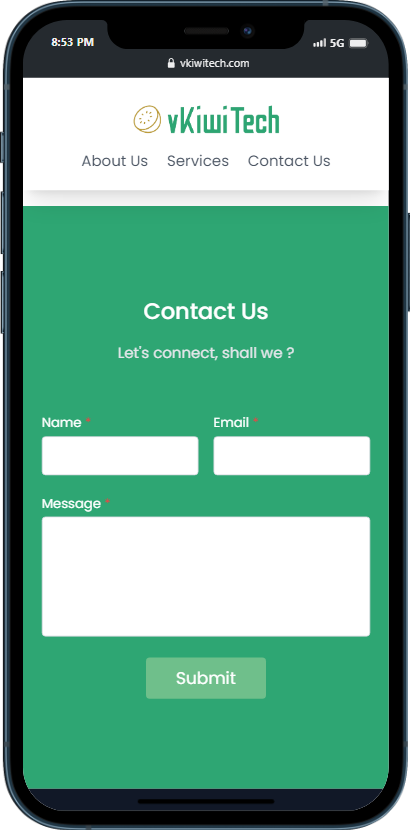 8:53 PM 5G
vkiwitech.com
vKiwiTech
About Us Services Contact Us
Contact Us
Let's connect, shall we ?
Name * Email *
Message *
Submit